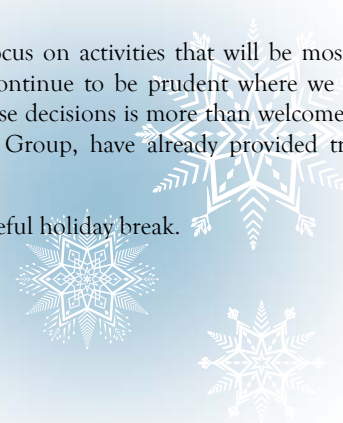 ocus on activities that will be mos
ontinue to be prudent where we
se decisions is more than welcome
Group, have already provided tr
eful holiday break.